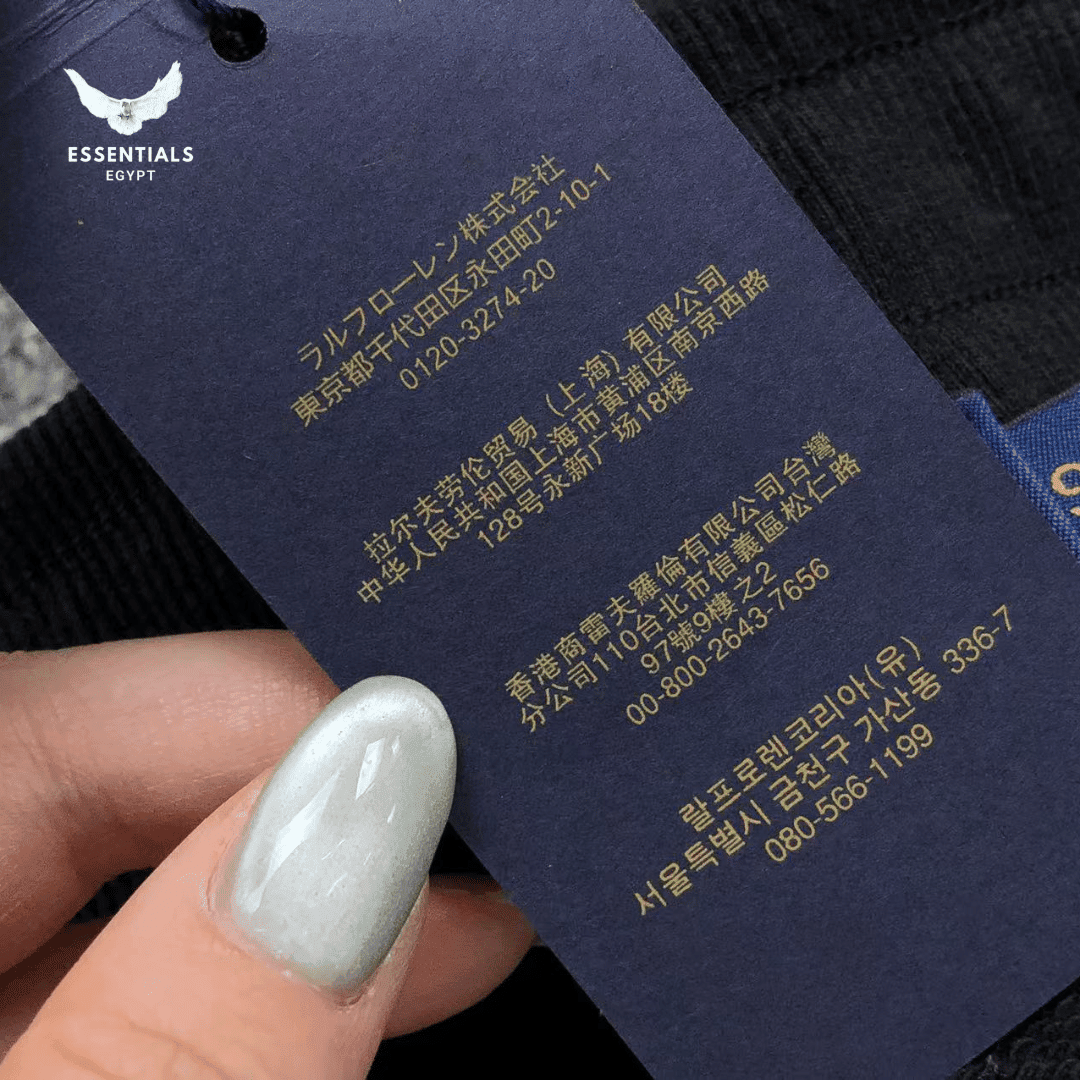 ESSENTIALS
EGYPT
ラルフローレン株式会社
東京都千代田区永田町2-10-1
0120-3274-20
拉尔夫劳伦贸易 (上海) 有限公司
中华人民共和国上海市黄浦区南京西路
128号永新广场18楼
香港商雷夫羅倫有限公司台灣
分公司110台北市信義區松仁路
97號9樓之2
00-800-2643-7656
랄프로렌코리아(유)
서울특별시 금천구 가산동 336-7
080-566-1199